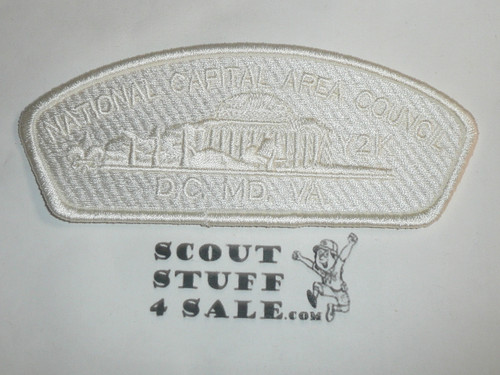 NATIONAL CAPITAL AREA COUNCIL
Y2K
D.C. MD. VA.
SCOUT
STUFF
4 SALE.com